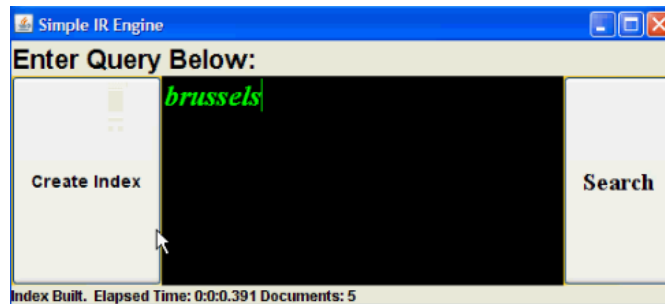 Simple IR Engine
Enter Query Below:
brussels
Create Index
Search
Index Built. Elapsed Time: 0:0:0.391 Documents: 5